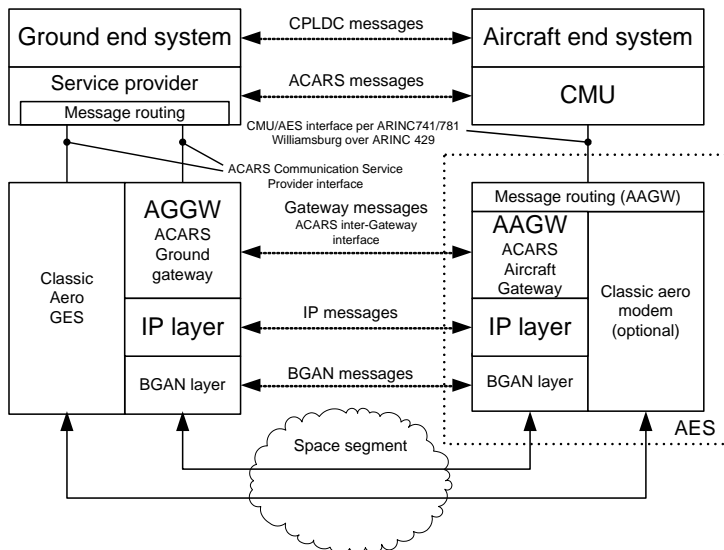 Ground end system
CPLDC messages
Aircraft end system
Service provider
ACARS messages
CMU
Message routing
CMU/AES interface per ARINC741/781
Williamsburg over ARINC 429
ACARS Communication Service
Provider interface
Classic
Aero
GES
AGGW
ACARS
Ground
gateway
Gateway messages
ACARS inter-Gateway
interface
Message routing (AAGW)
AAGW
ACARS
Aircraft
Gateway
Classic aero
modem
(optional)
IP layer
IP messages
IP layer
BGAN layer
BGAN messages
BGAN layer
AES
Space segment